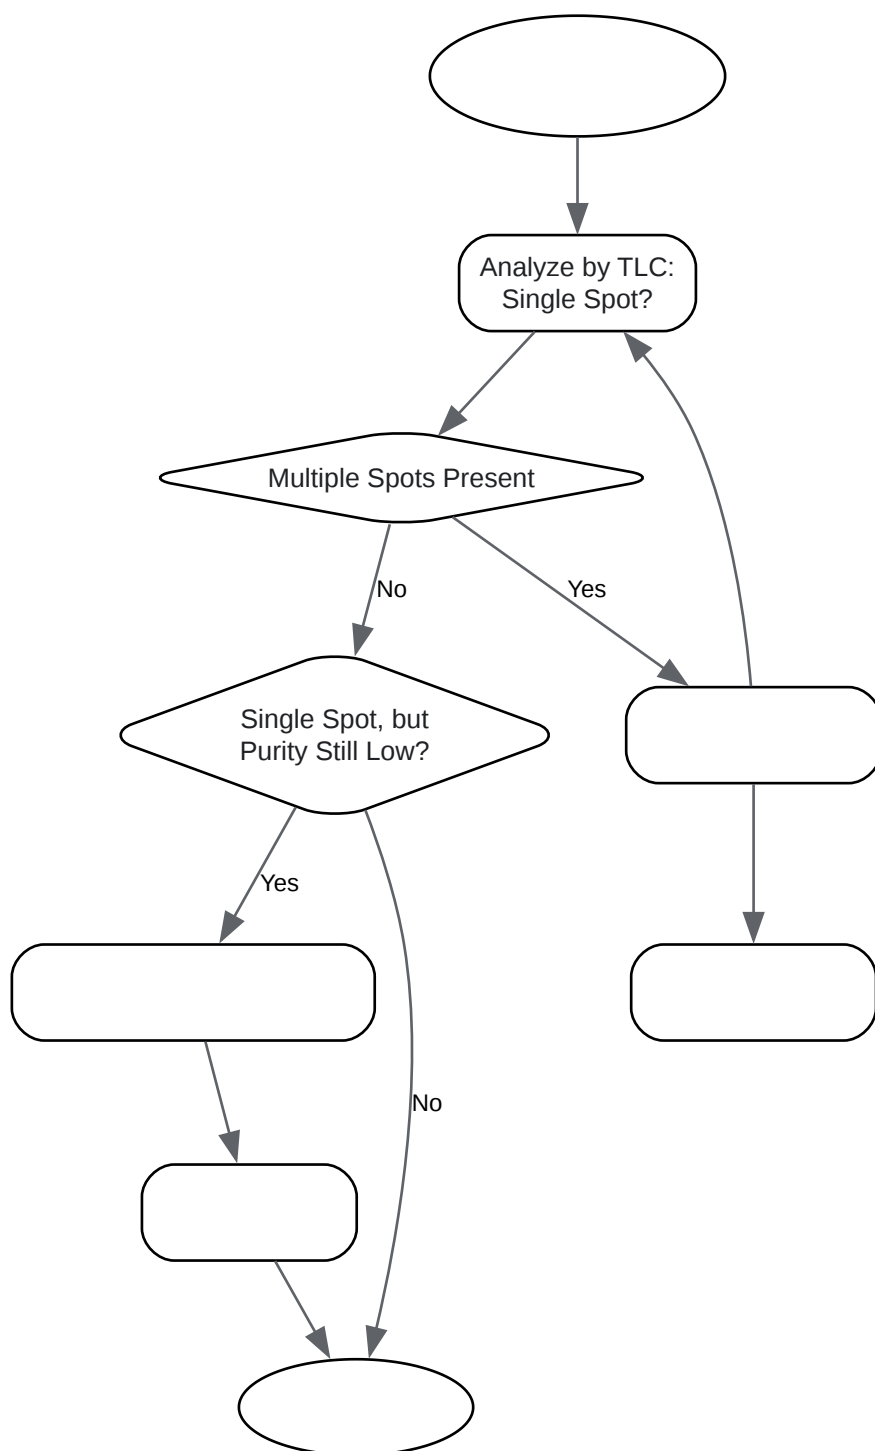 Analyze by TLC:
Single Spot?
Multiple Spots Present
No
Yes
Single Spot, but
Purity Still Low?
Yes
No